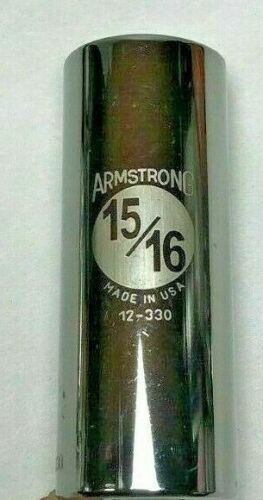 ARMSTRONG
15/16
MADE IN USA
12-330